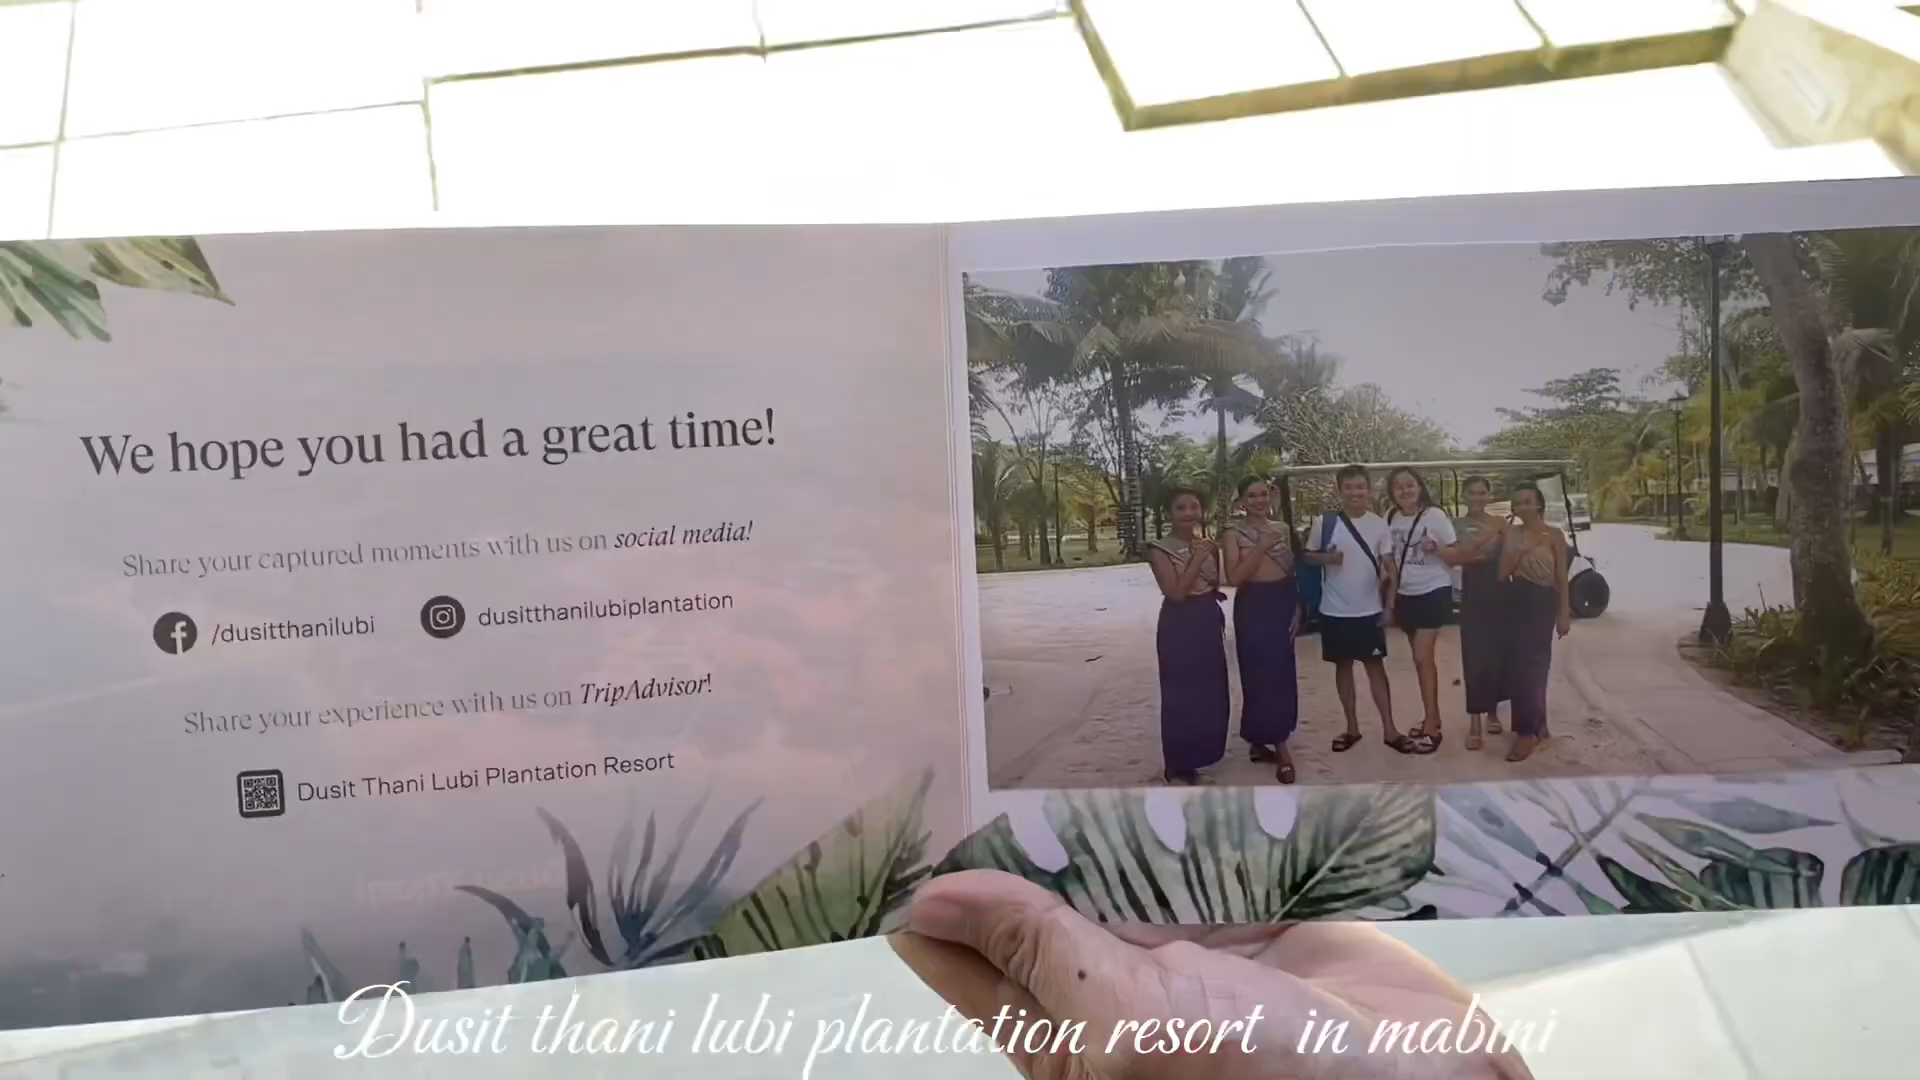 We hope you had a great time!
Share your captured moments with us on social media!
/dusitthanilubi dusitthanilubiplantation
Share your experience with us on TripAdvisor!
Dusit Thani Lubi Plantation Resort
Dusit thani lubi plantation resort in mabini